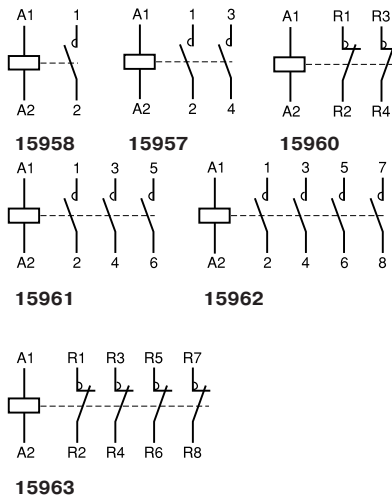 A1 1 A1 1 3 A1 R1 R3
A2 2 A2 2 4 A2 R2 R4
15958 15957 15960
A1 1 3 5 A1 1 3 5 7
A2 2 4 6 A2 2 4 6 8
15961 15962
A1 R1 R3 R5 R7
A2 R2 R4 R6 R8
15963